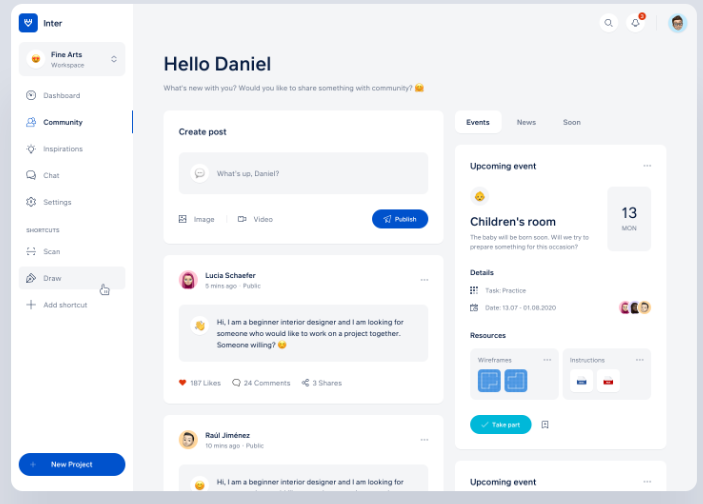 Inter
Fine Arts
Workspace
Dashboard
Community
Inspirations
Chat
Settings
SHORTCUTS
Scan
Draw
Add shortcut
New Project
Hello Daniel
What's new with you? Would you like to share something with community?
Create post
What's up, Daniel?
Image
Video
Publish
Lucia Schaefer
5 mins ago · Public
Hi, I am a beginner interior designer and I am looking for
someone who would like to work on a project together.
Someone willing?
187 Likes
24 Comments
3 Shares
Raúl Jiménez
10 mins ago · Public
Hi, I am a beginner interior designer and I am looking for
Events
News
Soon
Upcoming event
Children's room
The baby will be born soon. Will we try to
prepare something for this occasion?
13
MON
Details
Task: Practice
Date: 13.07 - 01.08.2020
Resources
Wireframes
Instructions
Take part
Upcoming event